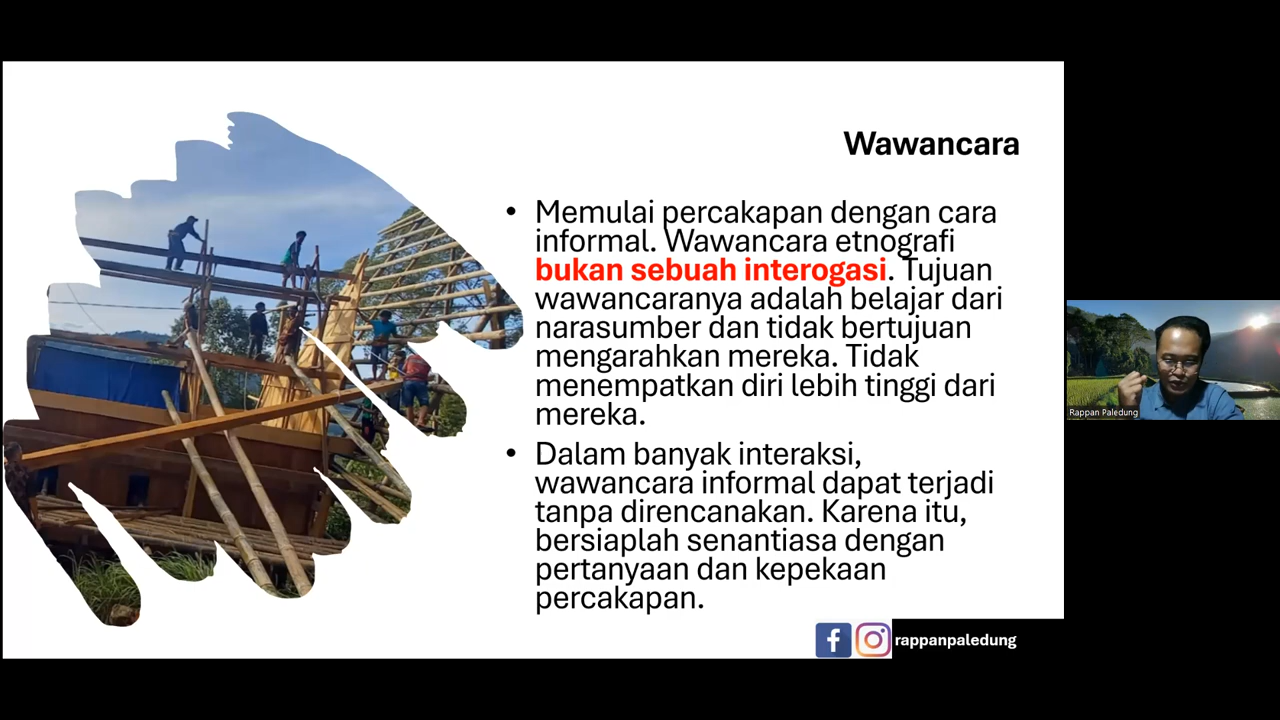 Wawancara
• Memulai percakapan dengan cara
informal. Wawancara etnografi
bukan sebuah interogasi. Tujuan
wawancaranya adalah belajar dari
narasumber dan tidak bertujuan
mengarahkan mereka. Tidak
menempatkan diri lebih tinggi dari
mereka.
• Dalam banyak interaksi,
wawancara informal dapat terjadi
tanpa direncanakan. Karena itu,
bersiaplah senantiasa dengan
pertanyaan dan kepekaan
percakapan.
rappanpaledung
Rappan Paledung